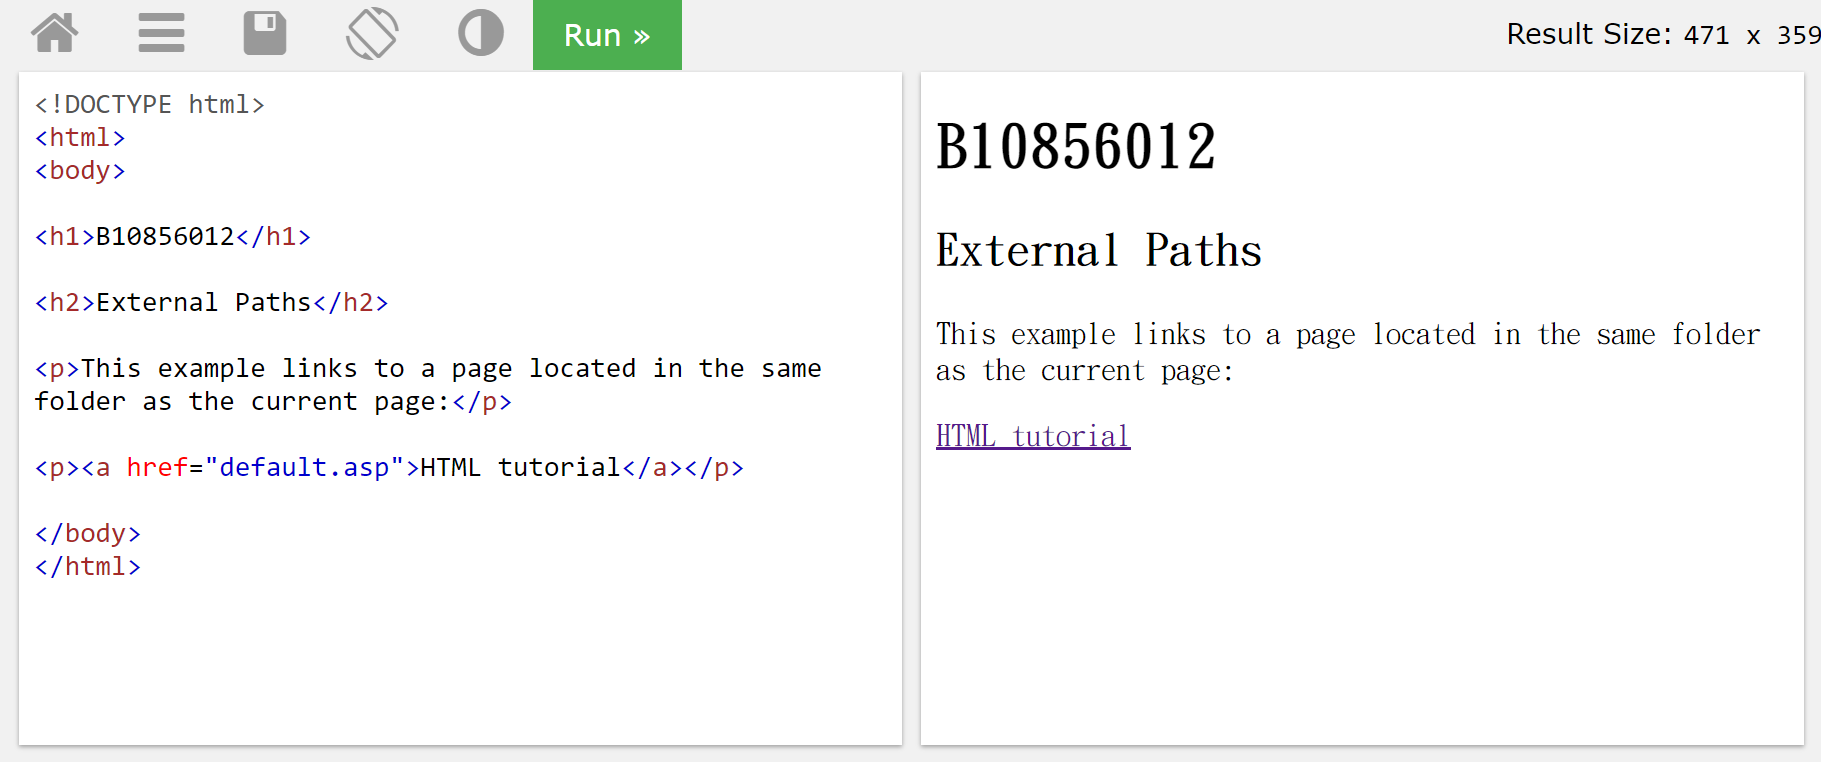 Run »
Result Size: 471 x 359
<!DOCTYPE html>
<html>
<body>
<h1>B10856012</h1>
<h2>External Paths</h2>
<p>This example links to a page located in the same
folder as the current page:</p>
<p><a href="default.asp">HTML tutorial</a></p>
</body>
</html>
B10856012
External Paths
This example links to a page located in the same folder
as the current page:
HTML tutorial